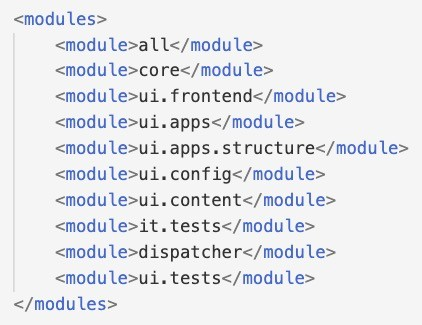 <modules>
    <module>all</module>
    <module>core</module>
    <module>ui.frontend</module>
    <module>ui.apps</module>
    <module>ui.apps.structure</module>
    <module>ui.config</module>
    <module>ui.content</module>
    <module>it.tests</module>
    <module>dispatcher</module>
    <module>ui.tests</module>
</modules>